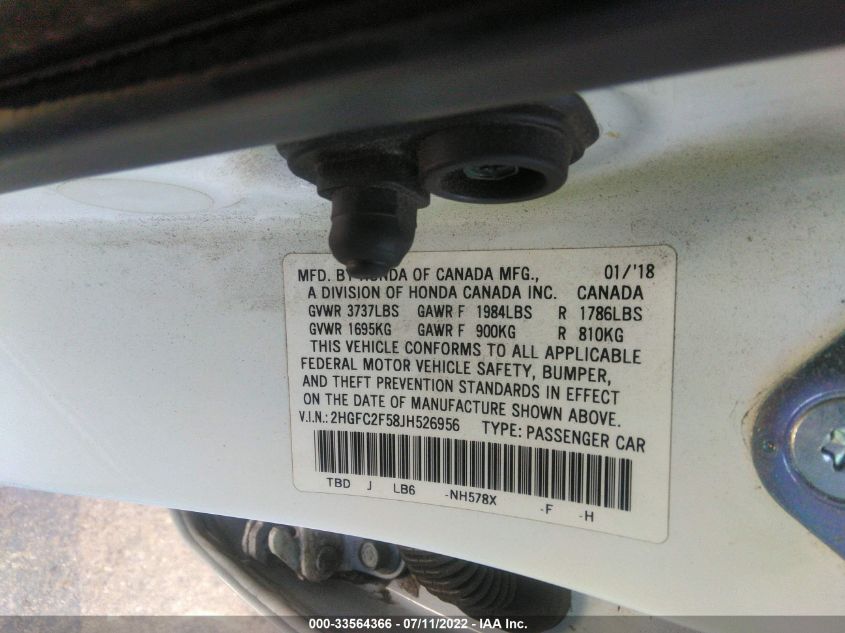 MFD. BY HONDA OF CANADA MFG., 01/'18
A DIVISION OF HONDA CANADA INC. CANADA
GVWR 3737LBS GAWR F 1984LBS R 1786LBS
GVWR 1695KG GAWR F 900KG R 810KG
THIS VEHICLE CONFORMS TO ALL APPLICABLE
FEDERAL MOTOR VEHICLE SAFETY, BUMPER,
AND THEFT PREVENTION STANDARDS IN EFFECT
ON THE DATE OF MANUFACTURE SHOWN ABOVE.
V.I.N.: 2HGFC2F58JH526956 TYPE: PASSENGER CAR
TBD J LB6 -NH578X -F -H
000-33564366 - 07/11/2022 - IAA Inc.